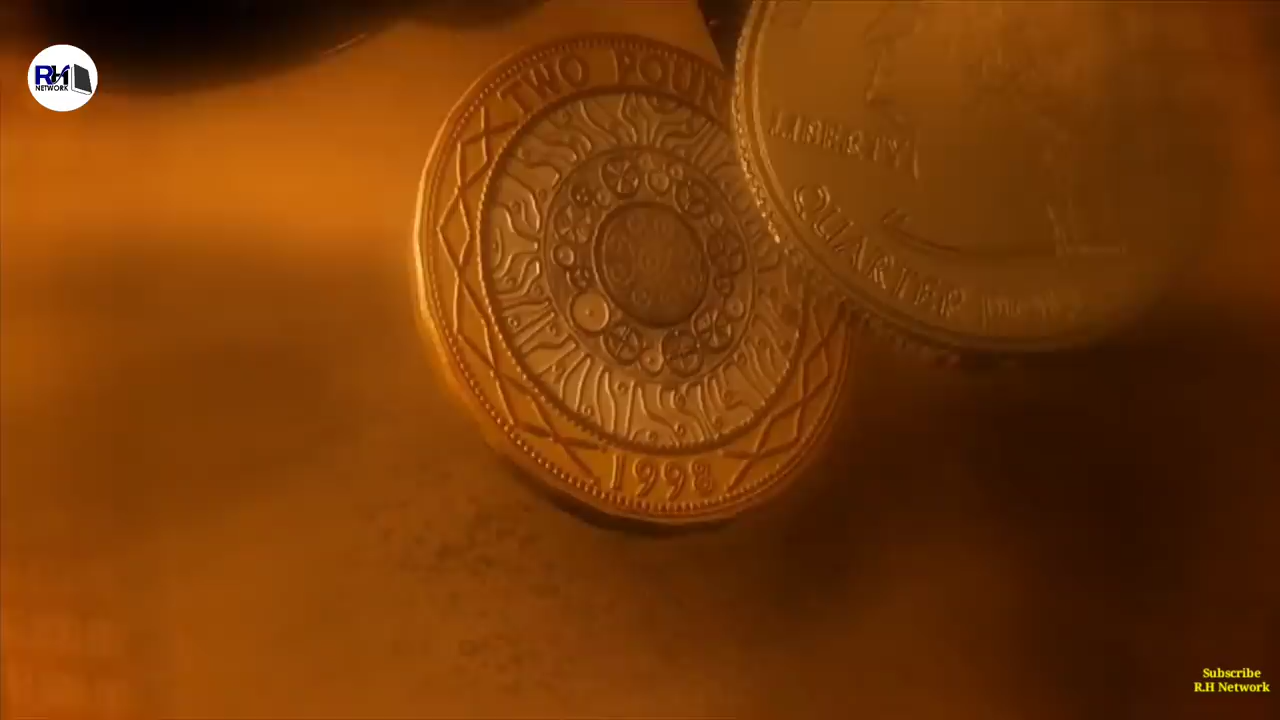 RH
NETWORK
TWO POUN
LIBERTY
QUARTER
1998
Subscribe
R.H Network